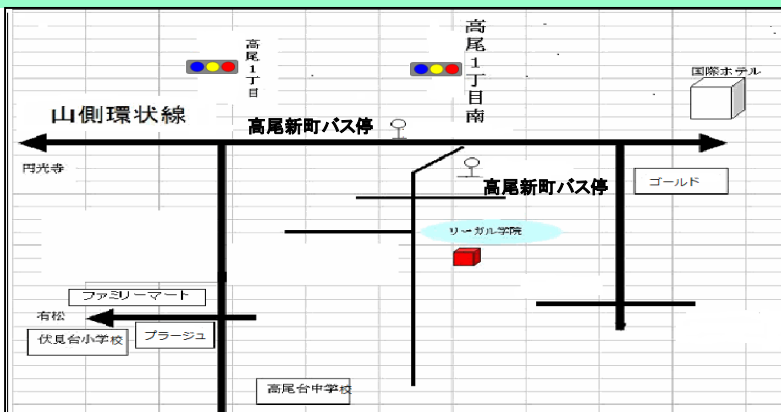 高尾1丁目
高尾1丁目南
国際ホテル
山側環状線
高尾新町バス停
円光寺
高尾新町バス停
ゴールド
リーガル学院
ファミリーマート
有松
伏見台小学校
プラージュ
高尾台中学校